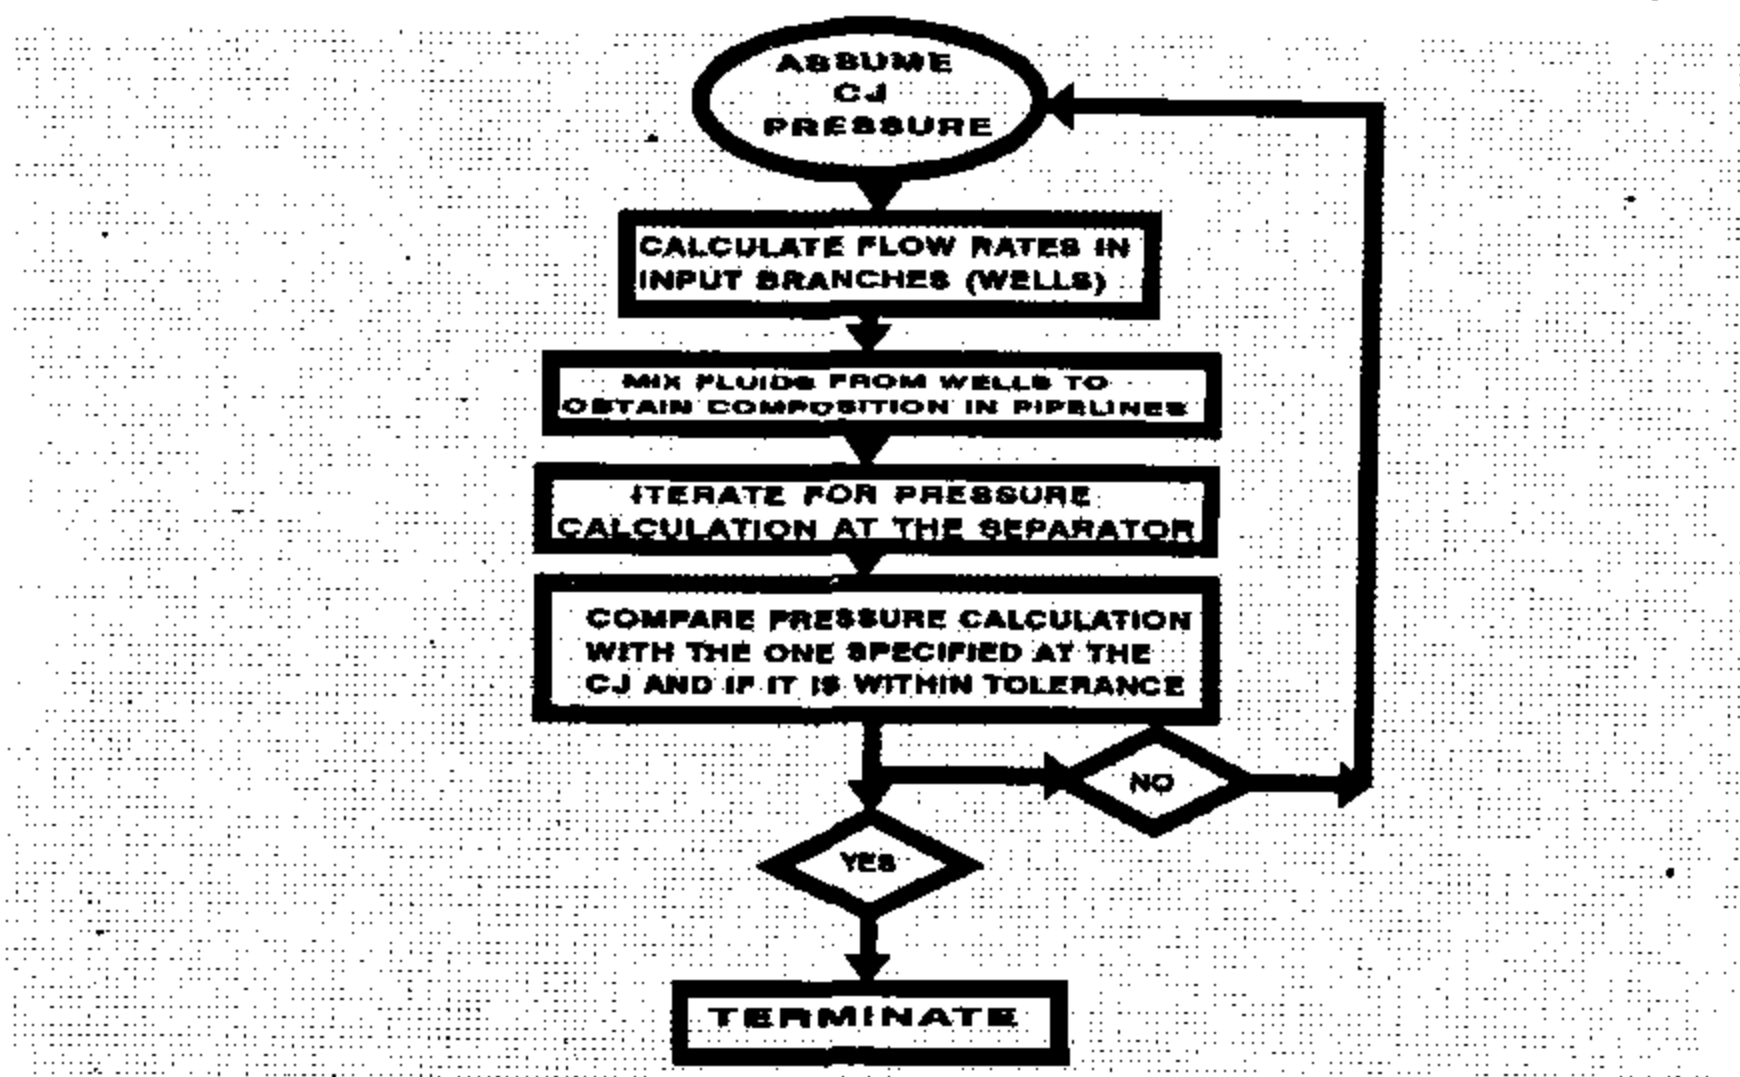 ASSUME
CJ
PRESSURE
CALCULATE FLOW RATES IN
INPUT BRANCHES (WELLS)
MIX FLUIDS FROM WELLS TO
OBTAIN COMPOSITION IN PIPELINES
ITERATE FOR PRESSURE
CALCULATION AT THE SEPARATOR
COMPARE PRESSURE CALCULATION
WITH THE ONE SPECIFIED AT THE
CJ AND IF IT IS WITHIN TOLERANCE
NO
YES
TERMINATE